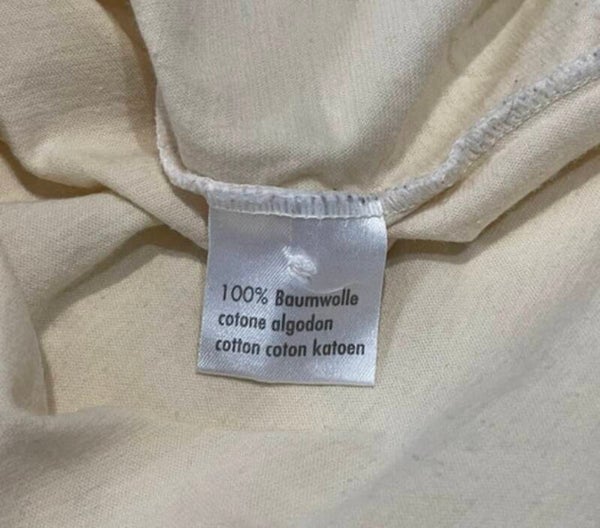 100% Baumwolle
cotone algodon
cotton coton katoen